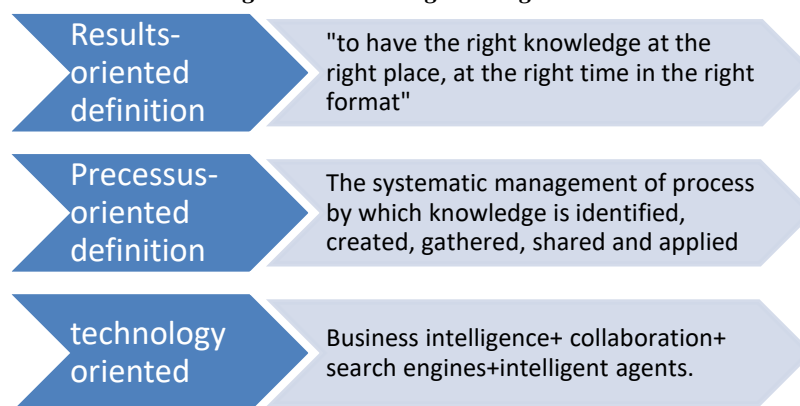 Results-
oriented
definition
"to have the right knowledge at the
right place, at the right time in the right
format"
Precessus-
oriented
definition
The systematic management of process
by which knowledge is identified,
created, gathered, shared and applied
technology
oriented
Business intelligence+ collaboration+
search engines+intelligent agents.